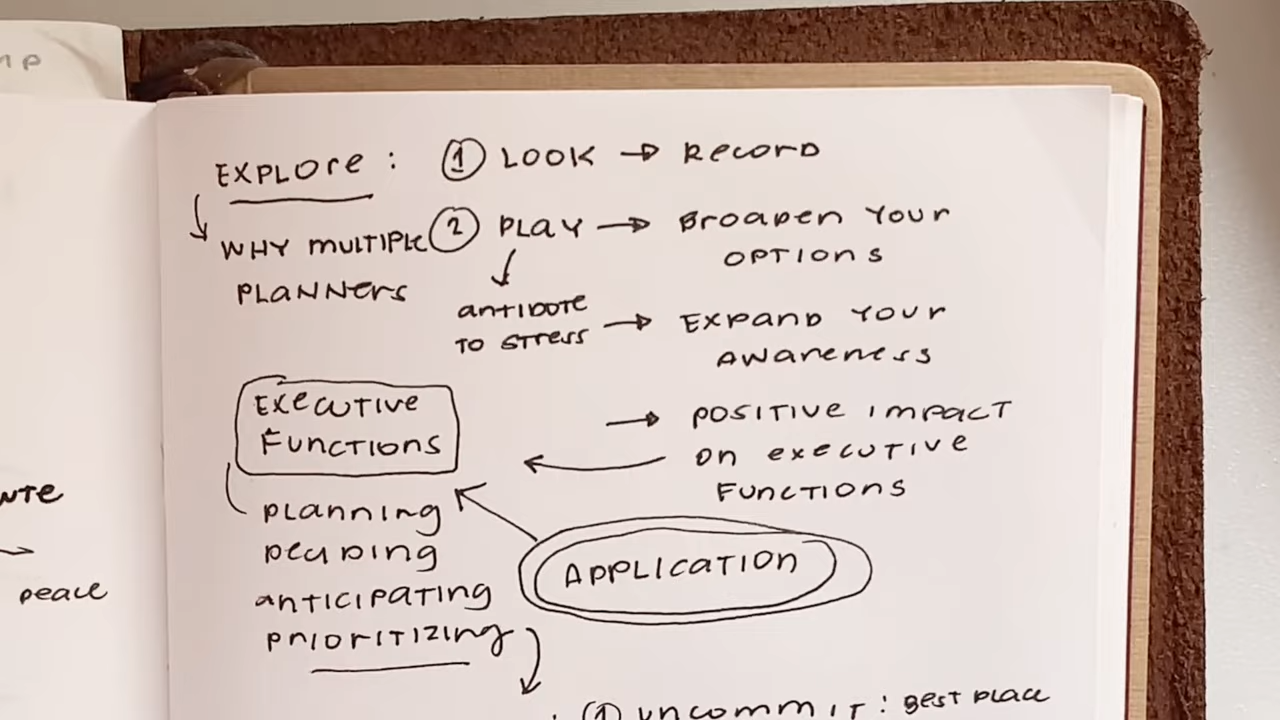 EXPLORE : ① LOOK → RECORD
↓ WHY MULTIPLE PLANNERS
② PLAY → BROADEN YOUR OPTIONS
↓
ANTIDOTE
TO STRESS → EXPAND YOUR
AWARENESS
→ POSITIVE IMPACT
← ON EXECUTIVE
FUNCTIONS
EXECUTIVE
FUNCTIONS
PLANNING
DECIDING
ANTICIPATING
PRIORITIZING
APPLICATION
① UNCOMMIT : BEST PLACE
peace